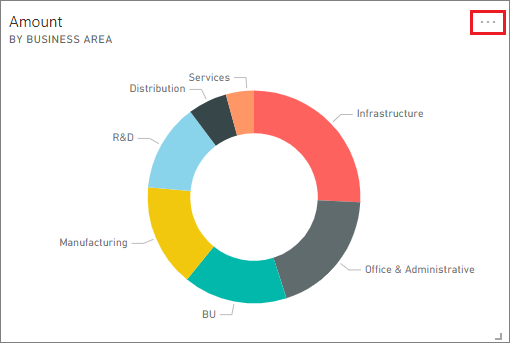 Amount
BY BUSINESS AREA
...
Services
Distribution
Infrastructure
R&D
Manufacturing
Office & Administrative
BU